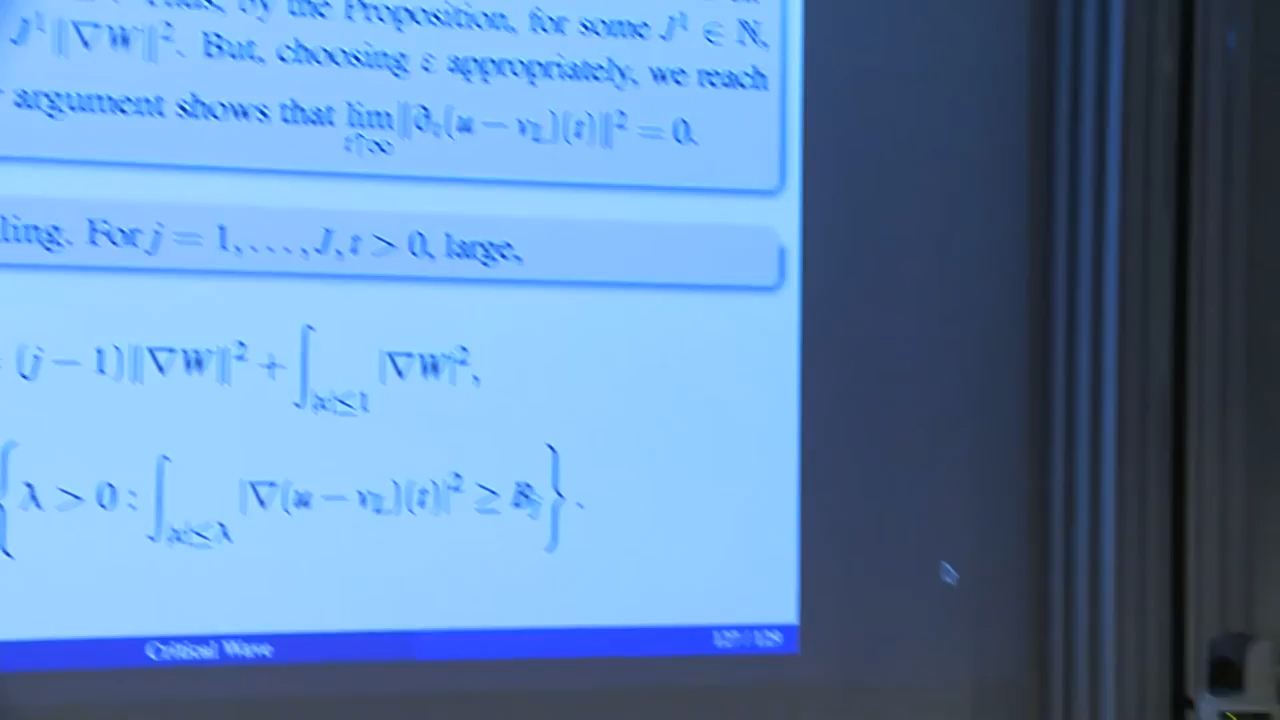 by the Proposition, for some J¹ ∈ ℕ,
J¹‖∇W‖². But, choosing ε appropriately, we reach
argument shows that lim_{t↑∞} ‖∂ₜ(u − v_L)(t)‖² = 0.
ling. For j = 1, . . . , J, t > 0, large,
(j − 1)‖∇W‖² + ∫_{|x|≤1} |∇W|²,
{λ > 0 : ∫_{|x|≤λ} |∇(u − v_L)(t)|² ≥ B_j}.
Critical Wave